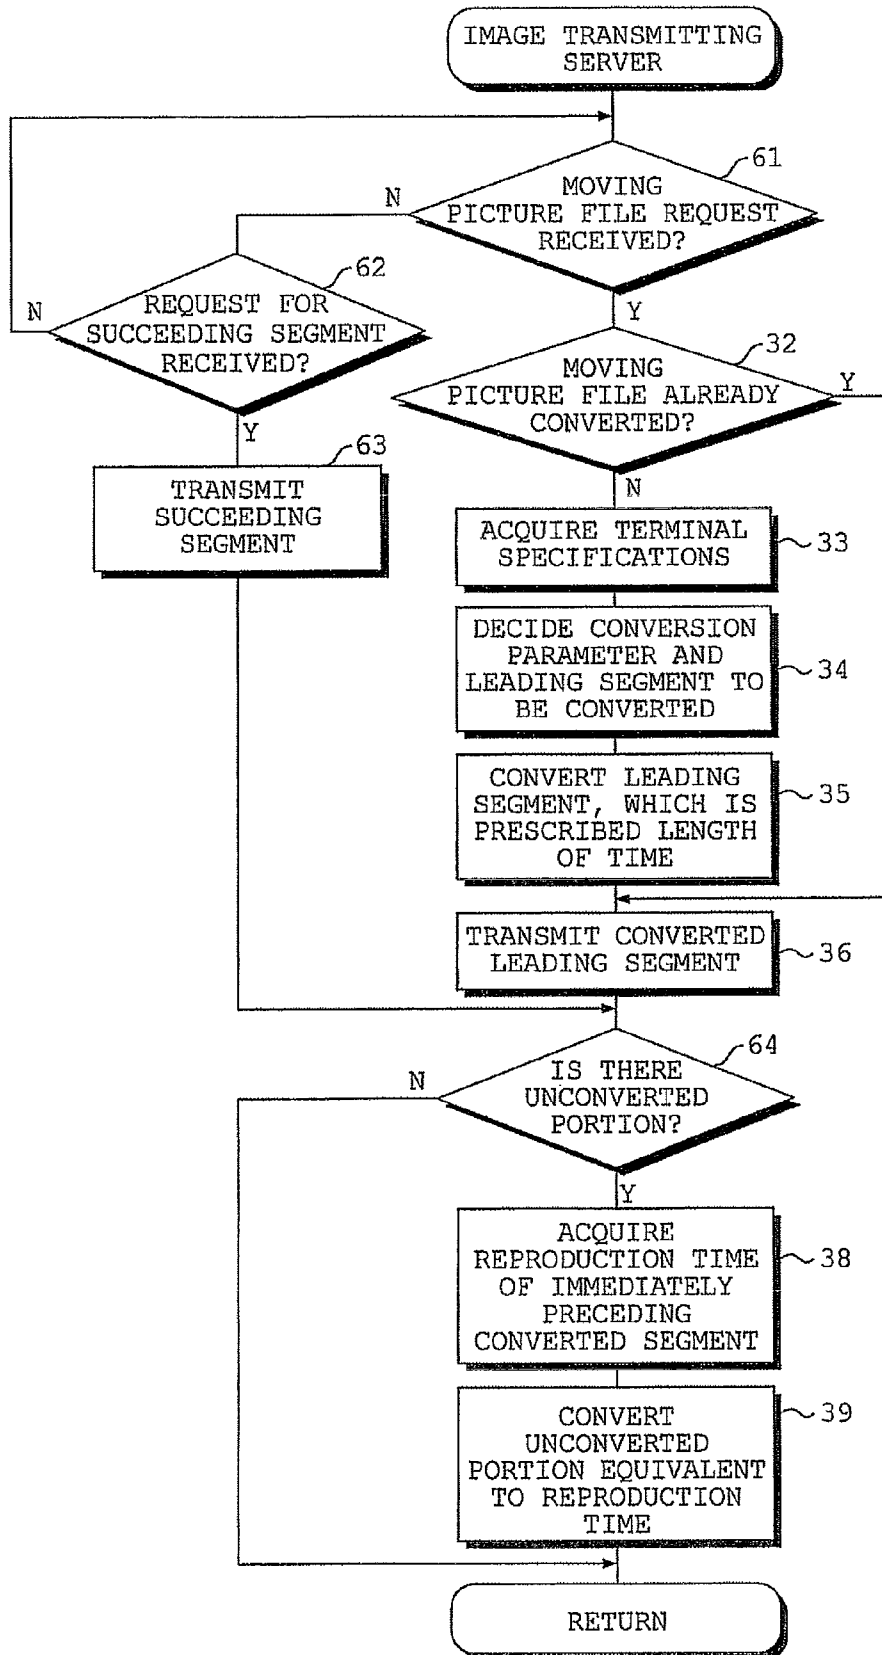 IMAGE TRANSMITTING
SERVER
61
MOVING
PICTURE FILE REQUEST
RECEIVED?
N
Y
62
REQUEST FOR
SUCCEEDING SEGMENT
RECEIVED?
N
Y
63
TRANSMIT
SUCCEEDING
SEGMENT
32
MOVING
PICTURE FILE ALREADY
CONVERTED?
Y
N
ACQUIRE TERMINAL
SPECIFICATIONS
33
DECIDE CONVERSION
PARAMETER AND
LEADING SEGMENT TO
BE CONVERTED
34
CONVERT LEADING
SEGMENT, WHICH IS
PRESCRIBED LENGTH
OF TIME
35
TRANSMIT CONVERTED
LEADING SEGMENT
36
64
IS THERE
UNCONVERTED
PORTION?
N
Y
ACQUIRE
REPRODUCTION TIME
OF IMMEDIATELY
PRECEDING
CONVERTED SEGMENT
38
CONVERT
UNCONVERTED
PORTION EQUIVALENT
TO REPRODUCTION
TIME
39
RETURN